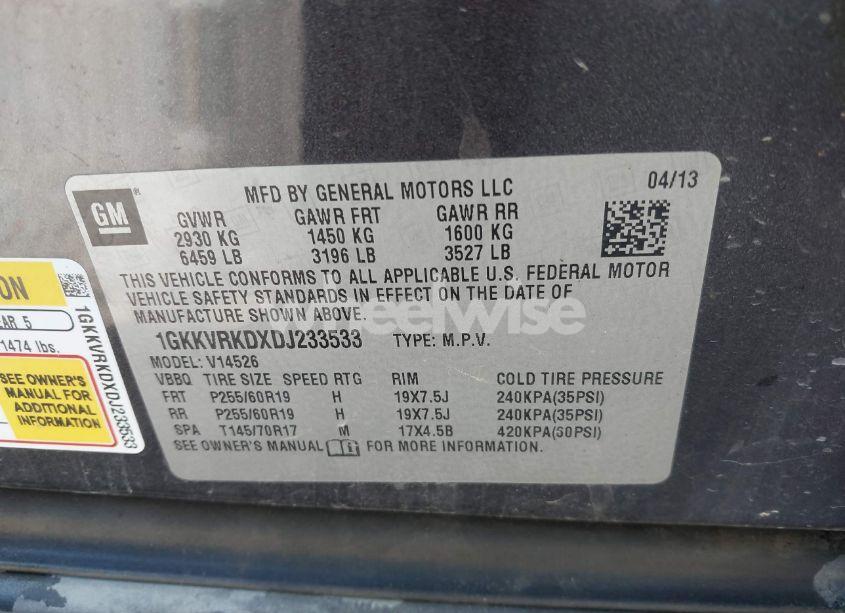 GM
MFD BY GENERAL MOTORS LLC
04/13
GVWR GAWR FRT GAWR RR
2930 KG 1450 KG 1600 KG
6459 LB 3196 LB 3527 LB
THIS VEHICLE CONFORMS TO ALL APPLICABLE U.S. FEDERAL MOTOR
VEHICLE SAFETY STANDARDS IN EFFECT ON THE DATE OF
MANUFACTURE SHOWN ABOVE.
1GKKVRKDXDJ233533 TYPE: M.P.V.
MODEL: V14526
VBBQ TIRE SIZE SPEED RTG RIM COLD TIRE PRESSURE
FRT P255/60R19 H 19X7.5J 240KPA(35PSI)
RR P255/60R19 H 19X7.5J 240KPA(35PSI)
SPA T145/70R17 M 17X4.5B 420KPA(60PSI)
SEE OWNER'S MANUAL FOR MORE INFORMATION.
ON
AR 5
1474 lbs.
SEE OWNER'S
MANUAL FOR
ADDITIONAL
INFORMATION
1GKKVRKDXDJ233533